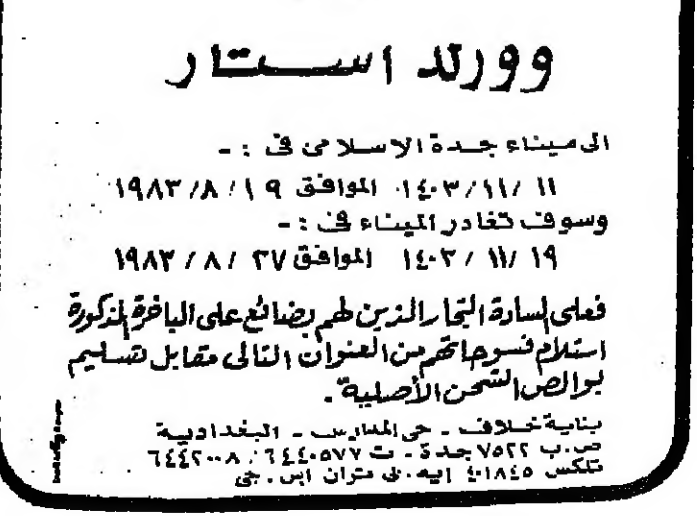 وورلد استار
الى ميناء جدة الاسلامى فى : -
١١ / ١١ / ١٤٠٣ الموافق ١٩ / ٨ / ١٩٨٣
وسوف تغادر الميناء فى : -
١٩ / ١١ / ١٤٠٣ الموافق ٢٧ / ٨ / ١٩٨٣
فعلى السادة التجار الذين لهم بضائع على الباخرة المذكورة
استلام فسوحاتهم من العنوان التالى مقابل تسليم
بوالص الشحن الأصلية .
بناية خلاف - حى المدارس - البغدادية
ص.ب ٧٥٢٢ جدة - ت ٦٤٤٠٥٧٧ / ٦٤٤٢٠٠٨
تلكس ٤٠١٨٤٥ إيه.فى تران اس.جى